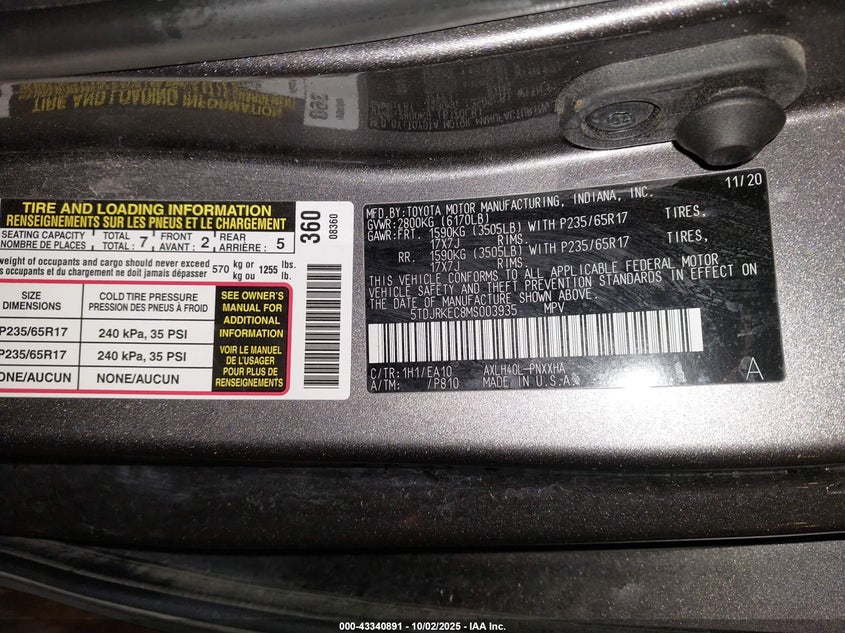 TIRE AND LOADING INFORMATION
RENSEIGNEMENTS SUR LES PNEUS ET LE CHARGEMENT
SEATING CAPACITY TOTAL : 7 FRONT : 2 REAR : 5
NOMBRE DE PLACES TOTAL : AVANT : ARRIÈRE :
weight of occupants and cargo should never exceed 570 kg or 1255 lbs.
occupants et du chargement ne doit jamais dépasser kg ou lb.
SIZE COLD TIRE PRESSURE
DIMENSIONS PRESSION DES PNEUS À FROID
P235/65R17 240 kPa, 35 PSI
P235/65R17 240 kPa, 35 PSI
NONE/AUCUN NONE/AUCUN
SEE OWNER'S
MANUAL FOR
ADDITIONAL
INFORMATION
VOIR LE MANUEL
DE L'USAGER
POUR PLUS DE
RENSEIGNEMENTS
360
08360
MFD.BY:TOYOTA MOTOR MANUFACTURING, INDIANA, INC. 11/20
GVWR:2800KG (6170LB)
GAWR:FRT. 1590KG (3505LB) WITH P235/65R17 TIRES,
17X7J RIMS.
RR. 1590KG (3505LB) WITH P235/65R17 TIRES,
17X7J RIMS
THIS VEHICLE CONFORMS TO ALL APPLICABLE FEDERAL MOTOR
VEHICLE SAFETY AND THEFT PREVENTION STANDARDS IN EFFECT ON
THE DATE OF MANUFACTURE SHOWN ABOVE.
5TDJRKEC8MS003935 MPV
C/TR:1H1/EA10 AXLH40L-PNXXHA
A/TM: /P810 MADE IN U.S.A. A
000-43340891 - 10/02/2025 - IAA Inc.